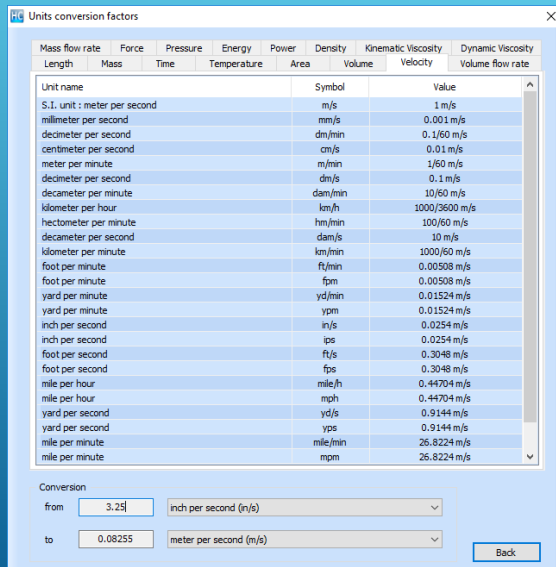 HC Units conversion factors
Mass flow rate Force Pressure Energy Power Density Kinematic Viscosity Dynamic Viscosity
Length Mass Time Temperature Area Volume Velocity Volume flow rate
Unit name Symbol Value
S.I. unit : meter per second m/s 1 m/s
millimeter per second mm/s 0.001 m/s
decimeter per second dm/min 0.1/60 m/s
centimeter per second cm/s 0.01 m/s
meter per minute m/min 1/60 m/s
decimeter per second dm/s 0.1 m/s
decameter per minute dam/min 10/60 m/s
kilometer per hour km/h 1000/3600 m/s
hectometer per minute hm/min 100/60 m/s
decameter per second dam/s 10 m/s
kilometer per minute km/min 1000/60 m/s
foot per minute ft/min 0.00508 m/s
foot per minute fpm 0.00508 m/s
yard per minute yd/min 0.01524 m/s
yard per minute ypm 0.01524 m/s
inch per second in/s 0.0254 m/s
inch per second ips 0.0254 m/s
foot per second ft/s 0.3048 m/s
foot per second fps 0.3048 m/s
mile per hour mile/h 0.44704 m/s
mile per hour mph 0.44704 m/s
yard per second yd/s 0.9144 m/s
yard per second yps 0.9144 m/s
mile per minute mile/min 26.8224 m/s
mile per minute mpm 26.8224 m/s
Conversion
from 3.25 inch per second (in/s)
to 0.08255 meter per second (m/s)
Back